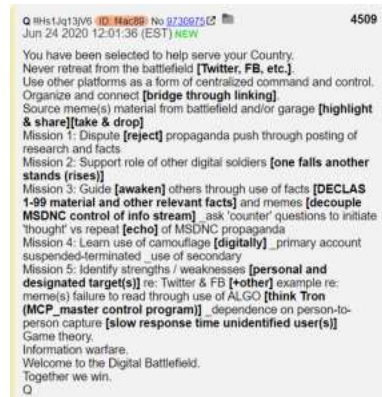 Q !!Hs1Jq13jV6 ID: f4ac89 No.9730975 4509
Jun 24 2020 12:01:36 (EST) NEW
You have been selected to help serve your Country.
Never retreat from the battlefield [Twitter, FB, etc.].
Use other platforms as a form of centralized command and control.
Organize and connect [bridge through linking].
Source meme(s) material from battlefield and/or garage [highlight
& share][take & drop]
Mission 1: Dispute [reject] propaganda push through posting of
research and facts
Mission 2: Support role of other digital soldiers [one falls another
stands (rises)]
Mission 3: Guide [awaken] others through use of facts [DECLAS
1-99 material and other relevant facts] and memes [decouple
MSDNC control of info stream] _ask 'counter' questions to initiate
'thought' vs repeat [echo] of MSDNC propaganda
Mission 4: Learn use of camouflage [digitally] _primary account
suspended-terminated _use of secondary
Mission 5: Identify strengths / weaknesses [personal and
designated target(s)] re: Twitter & FB [+other] example re:
meme(s) failure to read through use of ALGO [think Tron
(MCP_master control program)] _dependence on person-to-
person capture [slow response time unidentified user(s)]
Game theory.
Information warfare.
Welcome to the Digital Battlefield.
Together we win.
Q